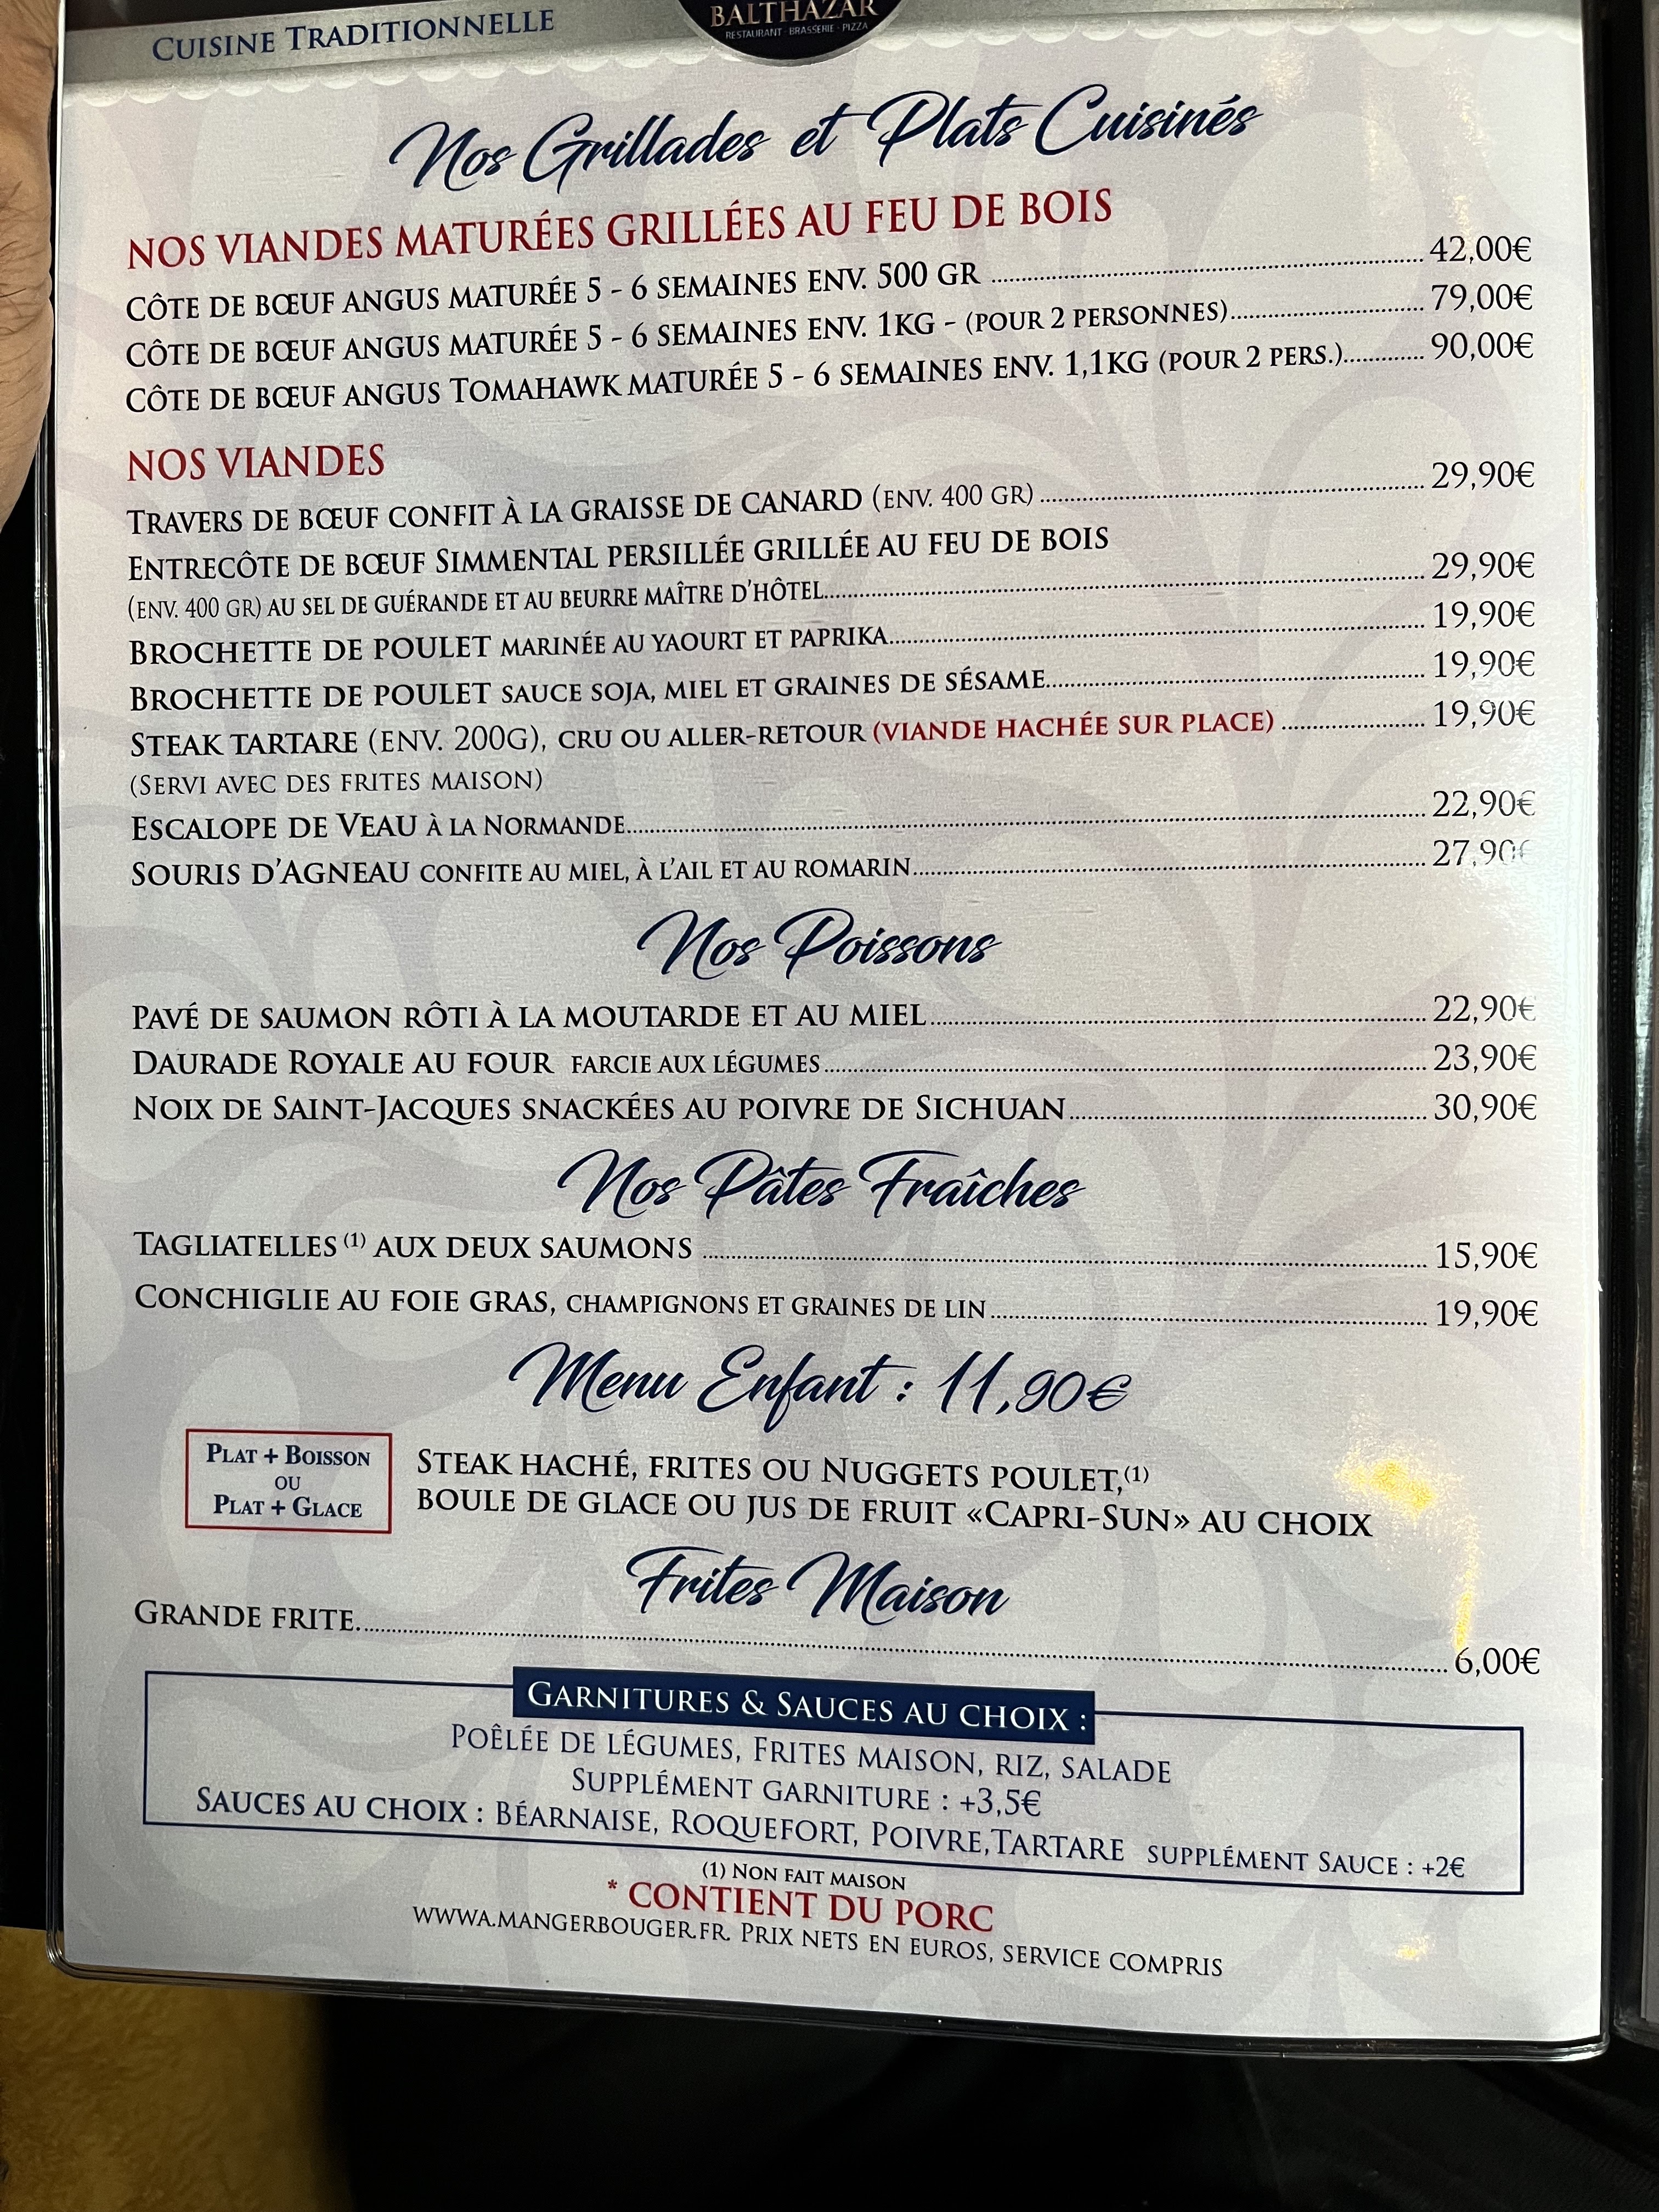 CUISINE TRADITIONNELLE
BALTHAZAR
RESTAURANT - BRASSERIE - PIZZA
Nos Grillades et Plats Cuisinés
NOS VIANDES MATURÉES GRILLÉES AU FEU DE BOIS
CÔTE DE BŒUF ANGUS MATURÉE 5 - 6 SEMAINES ENV. 500 GR 42,00€
CÔTE DE BŒUF ANGUS MATURÉE 5 - 6 SEMAINES ENV. 1KG - (POUR 2 PERSONNES) 79,00€
CÔTE DE BŒUF ANGUS TOMAHAWK MATURÉE 5 - 6 SEMAINES ENV. 1,1KG (POUR 2 PERS.) 90,00€
NOS VIANDES
TRAVERS DE BŒUF CONFIT À LA GRAISSE DE CANARD (ENV. 400 GR) 29,90€
ENTRECÔTE DE BŒUF SIMMENTAL PERSILLÉE GRILLÉE AU FEU DE BOIS
(ENV. 400 GR) AU SEL DE GUÉRANDE ET AU BEURRE MAÎTRE D'HÔTEL 29,90€
BROCHETTE DE POULET MARINÉE AU YAOURT ET PAPRIKA 19,90€
BROCHETTE DE POULET SAUCE SOJA, MIEL ET GRAINES DE SÉSAME 19,90€
STEAK TARTARE (ENV. 200G), CRU OU ALLER-RETOUR (VIANDE HACHÉE SUR PLACE) 19,90€
(SERVI AVEC DES FRITES MAISON)
ESCALOPE DE VEAU À LA NORMANDE 22,90€
SOURIS D'AGNEAU CONFITE AU MIEL, À L'AIL ET AU ROMARIN 27,90€
Nos Poissons
PAVÉ DE SAUMON RÔTI À LA MOUTARDE ET AU MIEL 22,90€
DAURADE ROYALE AU FOUR FARCIE AUX LÉGUMES 23,90€
NOIX DE SAINT-JACQUES SNACKÉES AU POIVRE DE SICHUAN 30,90€
Nos Pâtes Fraîches
TAGLIATELLES (1) AUX DEUX SAUMONS 15,90€
CONCHIGLIE AU FOIE GRAS, CHAMPIGNONS ET GRAINES DE LIN 19,90€
Menu Enfant : 11,90€
PLAT + BOISSON
OU
PLAT + GLACE
STEAK HACHÉ, FRITES OU NUGGETS POULET,(1)
BOULE DE GLACE OU JUS DE FRUIT «CAPRI-SUN» AU CHOIX
Frites Maison
GRANDE FRITE 6,00€
GARNITURES & SAUCES AU CHOIX :
POÊLÉE DE LÉGUMES, FRITES MAISON, RIZ, SALADE
SUPPLÉMENT GARNITURE : +3,5€
SAUCES AU CHOIX : BÉARNAISE, ROQUEFORT, POIVRE,TARTARE SUPPLÉMENT SAUCE : +2€
(1) NON FAIT MAISON
* CONTIENT DU PORC
WWWA.MANGERBOUGER.FR. PRIX NETS EN EUROS, SERVICE COMPRIS